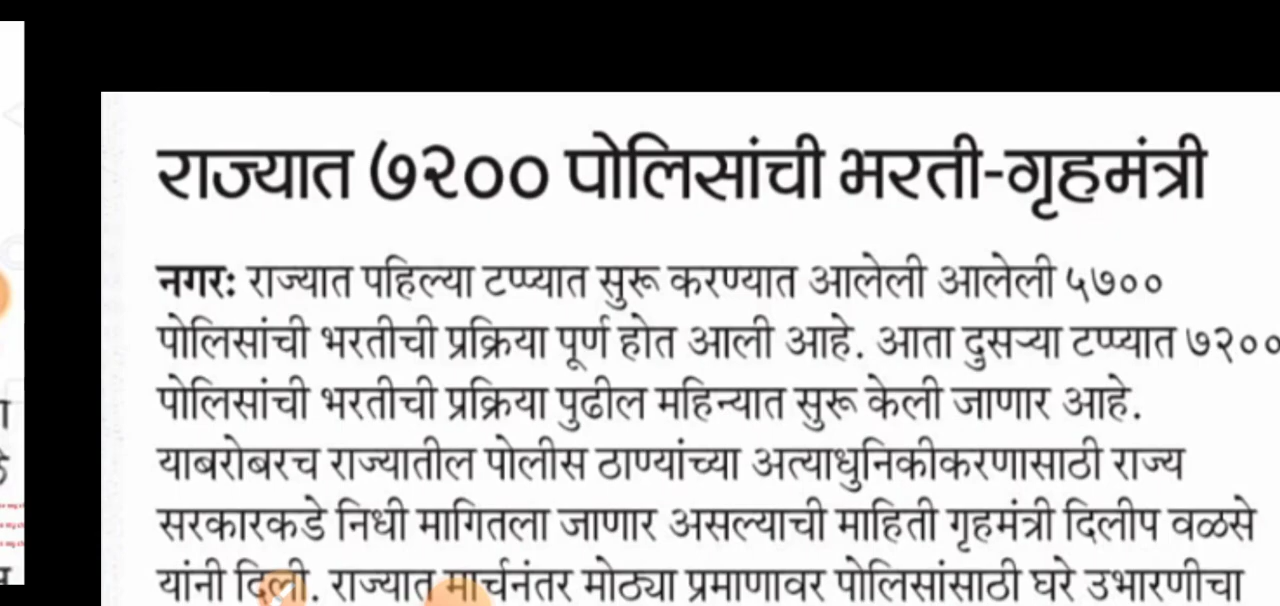 राज्यात ७२०० पोलिसांची भरती-गृहमंत्री
नगरः राज्यात पहिल्या टप्प्यात सुरू करण्यात आलेली आलेली ५७००
पोलिसांची भरतीची प्रक्रिया पूर्ण होत आली आहे. आता दुसऱ्या टप्प्यात ७२००
पोलिसांची भरतीची प्रक्रिया पुढील महिन्यात सुरू केली जाणार आहे.
याबरोबरच राज्यातील पोलीस ठाण्यांच्या अत्याधुनिकीकरणासाठी राज्य
सरकारकडे निधी मागितला जाणार असल्याची माहिती गृहमंत्री दिलीप वळसे
यांनी दिली. राज्यात मार्चनंतर मोठ्या प्रमाणावर पोलिसांसाठी घरे उभारणीचा